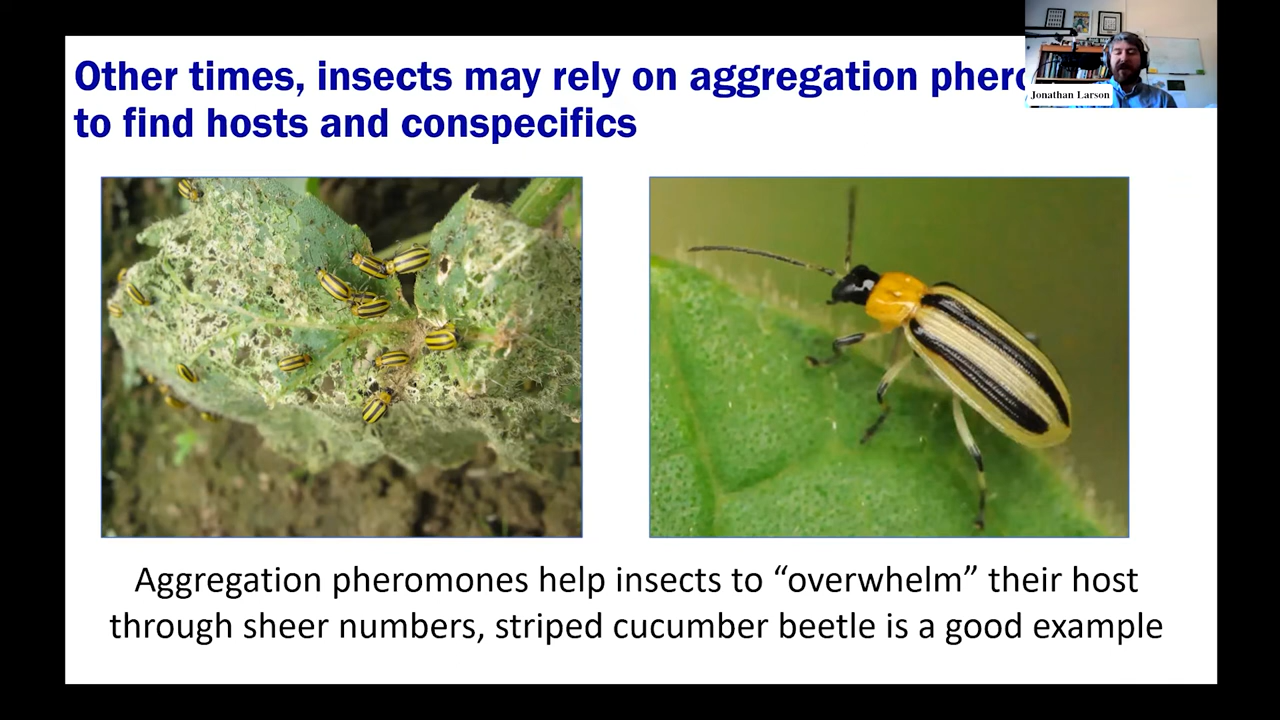 Other times, insects may rely on aggregation
to find hosts and conspecifics
Jonathan Larson
Aggregation pheromones help insects to “overwhelm” their host
through sheer numbers, striped cucumber beetle is a good example